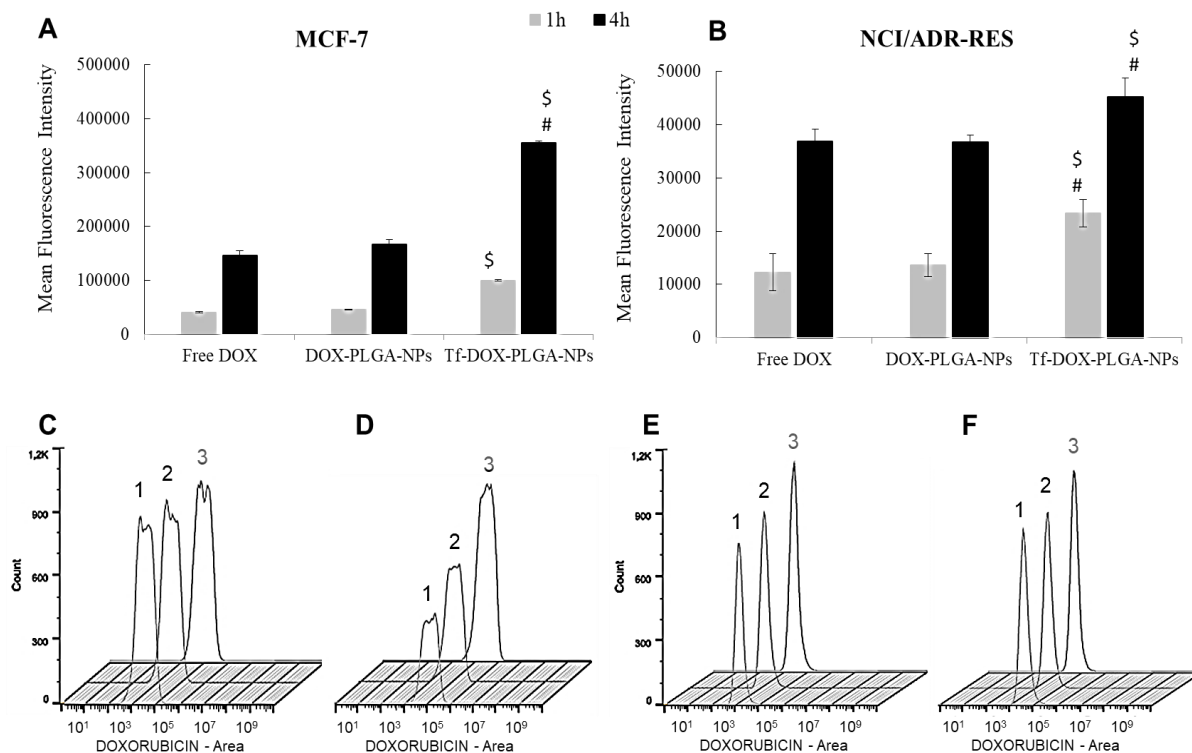 A
MCF-7
1h
4h
B
NCI/ADR-RES
Mean Fluorescence Intensity
500000
400000
300000
200000
100000
0
$
$
#
Free DOX
DOX-PLGA-NPs
Tf-DOX-PLGA-NPs
Mean Fluorescence Intensity
50000
40000
30000
20000
10000
0
$
#
$
#
Free DOX
DOX-PLGA-NPs
Tf-DOX-PLGA-NPs
C
Count
1,2K
900
600
300
0
1
2
3
10¹ 10³ 10⁵ 10⁷ 10⁹
DOXORUBICIN - Area
D
1
2
3
10¹ 10³ 10⁵ 10⁷ 10⁹
DOXORUBICIN - Area
E
Count
1,2K
900
600
300
0
1
2
3
10¹ 10³ 10⁵ 10⁷ 10⁹
DOXORUBICIN - Area
F
1
2
3
10¹ 10³ 10⁵ 10⁷ 10⁹
DOXORUBICIN - Area